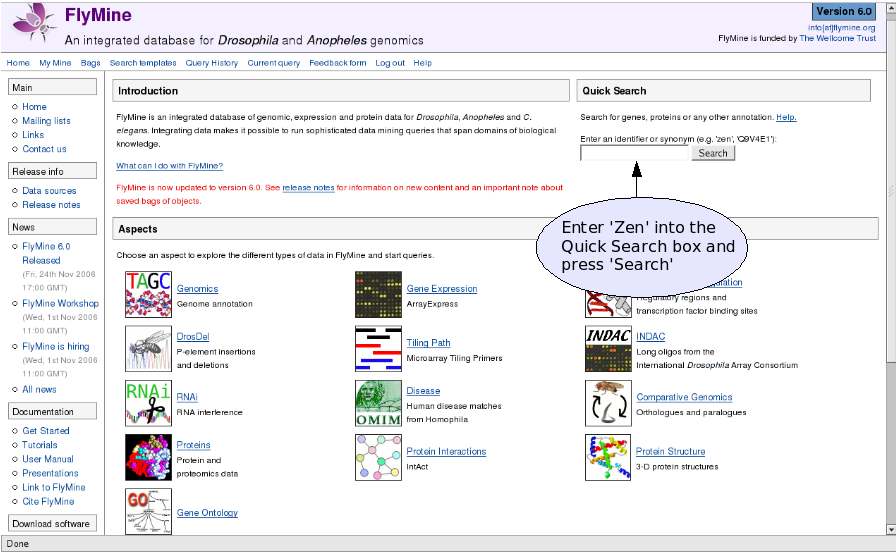 FlyMine
An integrated database for Drosophila and Anopheles genomics
Version 6.0
info[at]flymine.org
FlyMine is funded by The Wellcome Trust
Home My Mine Bags Search templates Query History Current query Feedback form Log out Help
Main
Home
Mailing lists
Links
Contact us
Release info
Data sources
Release notes
News
FlyMine 6.0
Released
(Fri, 24th Nov 2006
17:00 GMT)
FlyMine Workshop
(Wed, 1st Nov 2006
11:00 GMT)
FlyMine is hiring
(Wed, 1st Nov 2006
11:00 GMT)
All news
Documentation
Get Started
Tutorials
User Manual
Presentations
Link to FlyMine
Cite FlyMine
Download software
Introduction
FlyMine is an integrated database of genomic, expression and protein data for Drosophila, Anopheles and C.
elegans. Integrating data makes it possible to run sophisticated data mining queries that span domains of biological
knowledge.
What can I do with FlyMine?
FlyMine is now updated to version 6.0. See release notes for information on new content and an important note about
saved bags of objects.
Quick Search
Search for genes, proteins or any other annotation. Help.
Enter an identifier or synonym (e.g. 'zen', 'Q9V4E1'):
Search
Enter 'Zen' into the
Quick Search box and
press 'Search'
Aspects
Choose an aspect to explore the different types of data in FlyMine and start queries.
TAGC
Genomics
Genome annotation
Gene Expression
ArrayExpress
Regulatory regions and
transcription factor binding sites
DrosDel
P-element insertions
and deletions
Tiling Path
Microarray Tiling Primers
INDAC
INDAC
Long oligos from the
International Drosophila Array Consortium
RNAi
RNAi
RNA interference
OMIM
Disease
Human disease matches
from Homophila
Comparative Genomics
Orthologues and paralogues
Proteins
Protein and
proteomics data
Protein Interactions
IntAct
Protein Structure
3-D protein structures
GO
Gene Ontology
Done